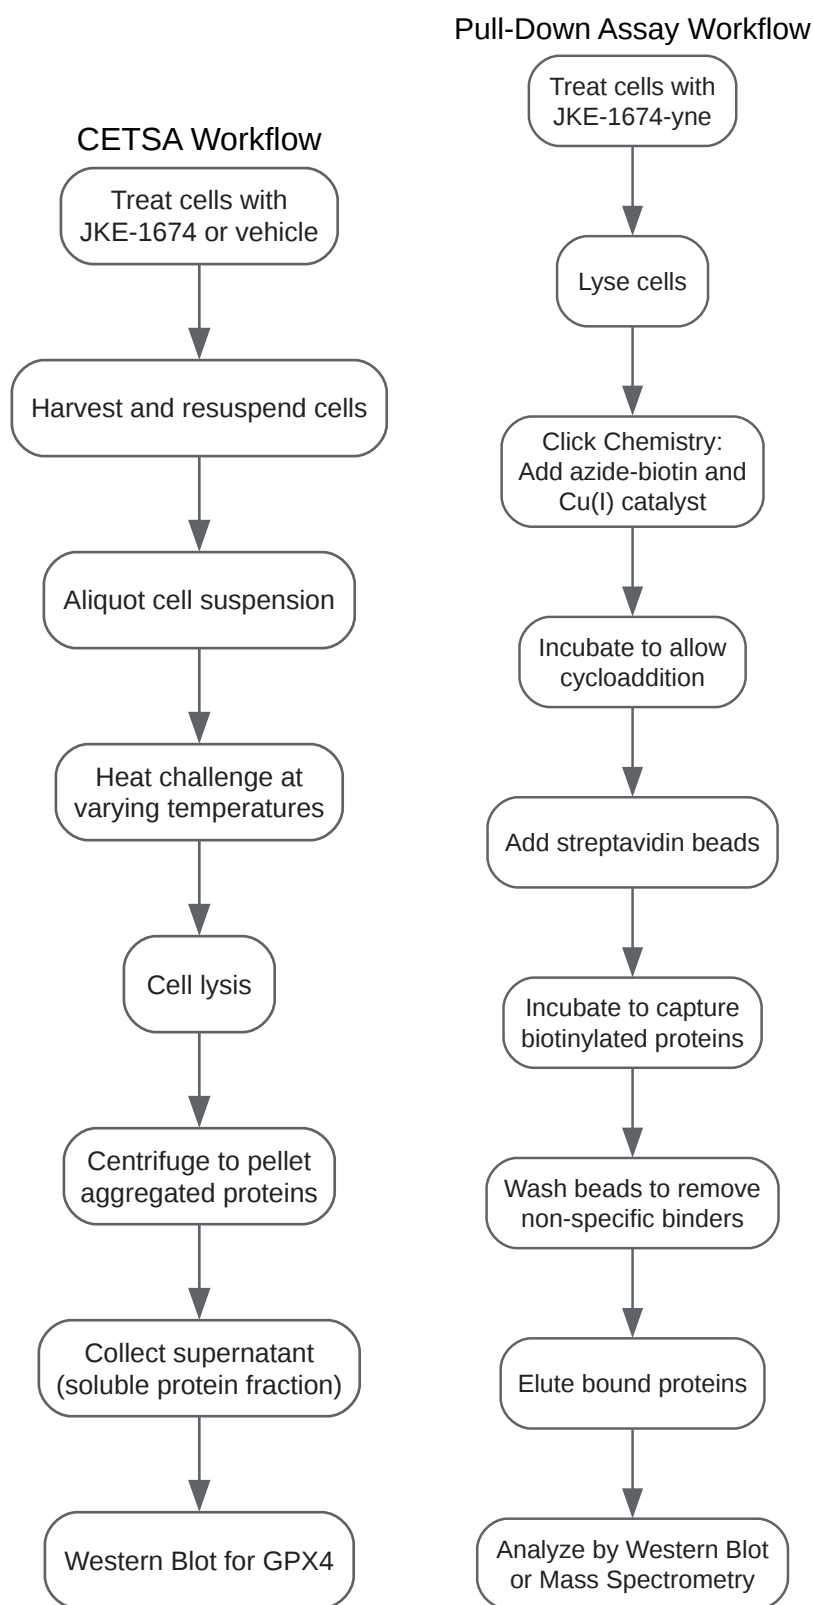 CETSA Workflow
Treat cells with
JKE-1674 or vehicle
Harvest and resuspend cells
Aliquot cell suspension
Heat challenge at
varying temperatures
Cell lysis
Centrifuge to pellet
aggregated proteins
Collect supernatant
(soluble protein fraction)
Western Blot for GPX4
Pull-Down Assay Workflow
Treat cells with
JKE-1674-yne
Lyse cells
Click Chemistry:
Add azide-biotin and
Cu(I) catalyst
Incubate to allow
cycloaddition
Add streptavidin beads
Incubate to capture
biotinylated proteins
Wash beads to remove
non-specific binders
Elute bound proteins
Analyze by Western Blot
or Mass Spectrometry